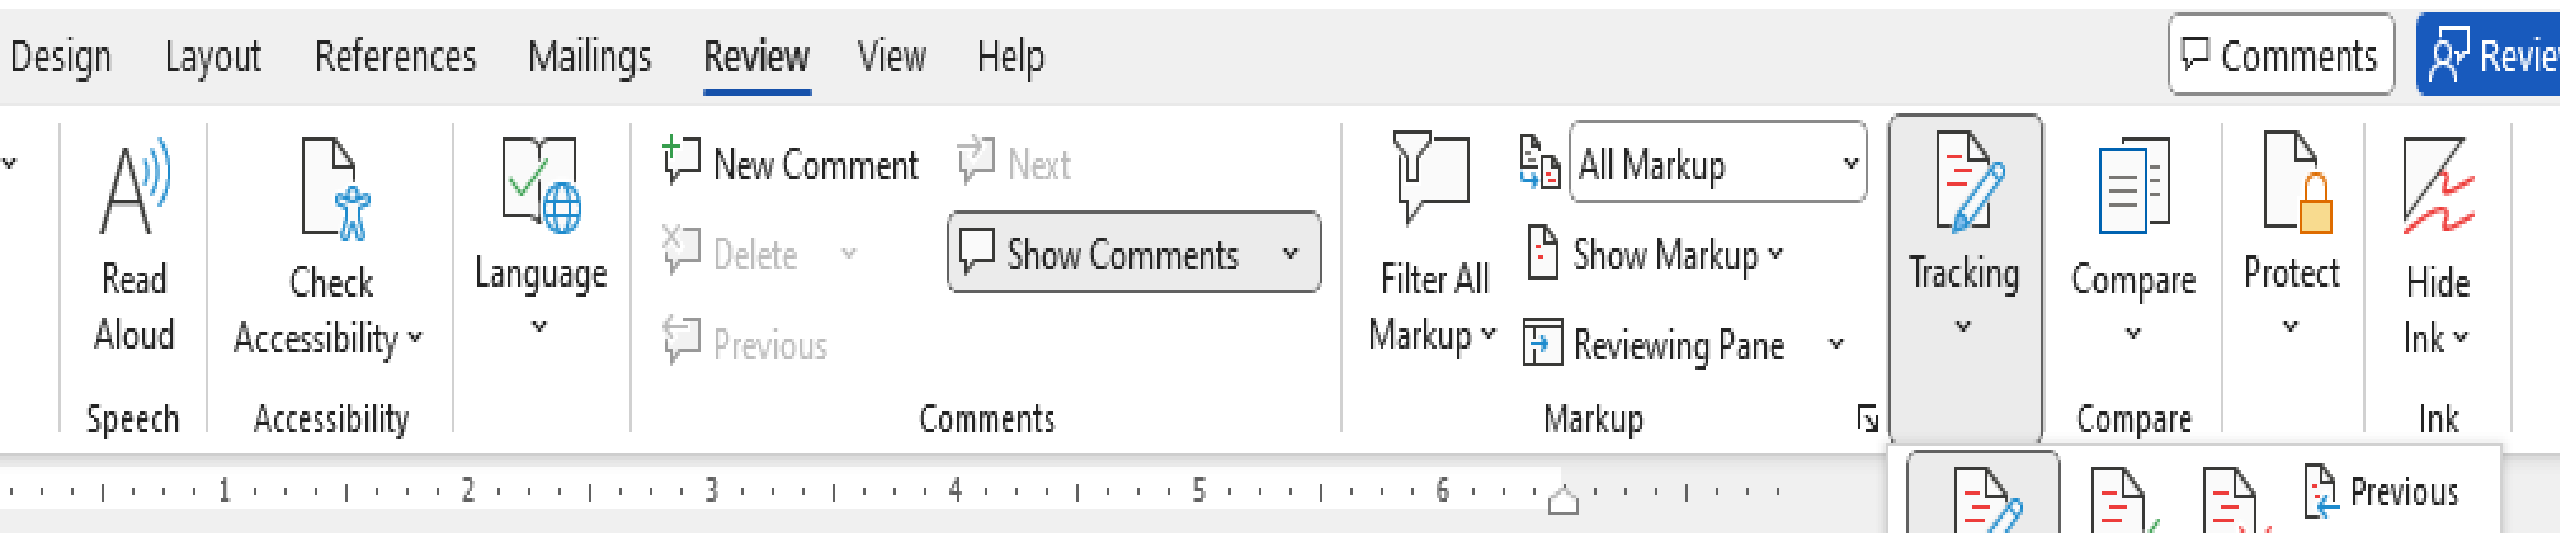 Design Layout References Mailings Review View Help Comments
Read Aloud
Speech
Check Accessibility
Accessibility
Language
New Comment Next
Delete Show Comments
Previous
Comments
Filter All Markup
All Markup
Show Markup
Reviewing Pane
Markup
Tracking
Compare
Compare
Protect
Hide Ink
Ink
1 2 3 4 5 6
Previous